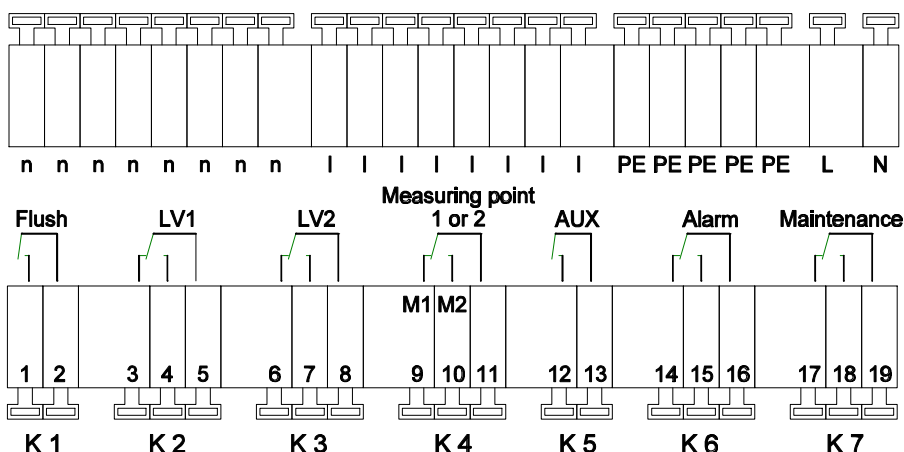 n n n n n n n n l l l l l l l l PE PE PE PE PE L N
Measuring point
Flush LV1 LV2 1 or 2 AUX Alarm Maintenance
M1 M2
1 2 3 4 5 6 7 8 9 10 11 12 13 14 15 16 17 18 19
K 1 K 2 K 3 K 4 K 5 K 6 K 7